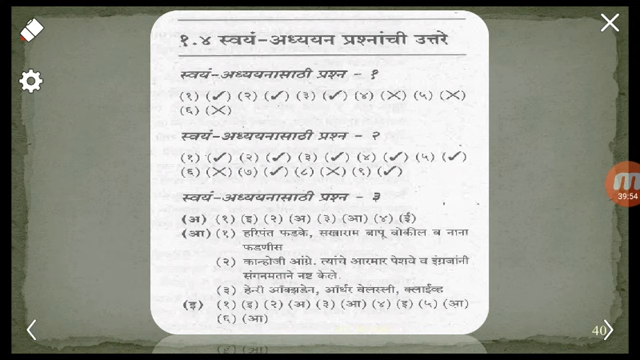 १.४ स्वयं-अध्ययन प्रश्नांची उत्तरे
स्वयं-अध्ययनासाठी प्रश्न - १
(१) (✓) (२) (✓) (३) (✓) (४) (✗) (५) (✗)
(६) (✗)
स्वयं-अध्ययनासाठी प्रश्न - २
(१) (✓) (२) (✓) (३) (✓) (४) (✓) (५) (✓)
(६) (✗) (७) (✓) (८) (✗) (९) (✓)
स्वयं-अध्ययनासाठी प्रश्न - ३
(अ) (१) (इ) (२) (अ) (३) (आ) (४) (ई)
(आ) (१) हरिपंत फडके, सखाराम बापू बोकील व नाना
फडणीस
(२) कान्होजी आंग्रे. त्यांचे आरमार पेशवे व इंग्रजांनी
संगनमताने नष्ट केले.
(३) हेन्री ऑक्झडेन, ऑर्थर वेलस्ली, क्लाईव्ह
(इ) (१) (इ) (२) (अ) (३) (आ) (४) (इ) (५) (आ)
(६) (आ)
40
39:54